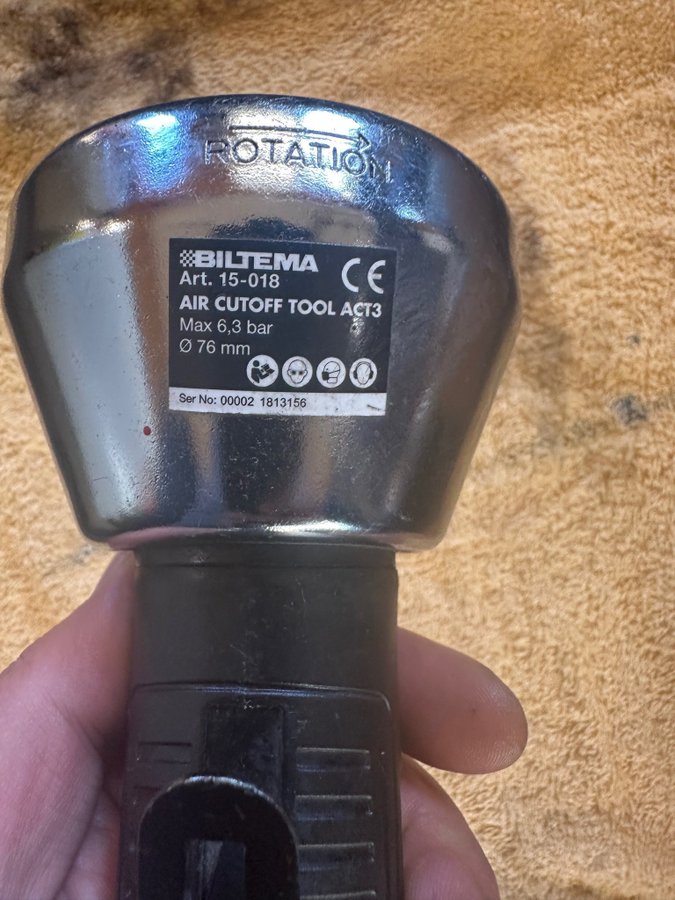 ROTATION
BILTEMA
Art. 15-018
CE
AIR CUTOFF TOOL ACT3
Max 6,3 bar
Ø 76 mm
Ser No: 00002 1813156